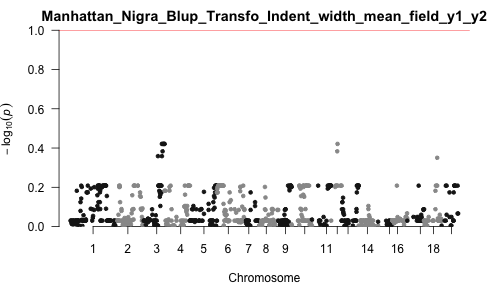 Manhattan_Nigra_Blup_Transfo_Indent_width_mean_field_y1_y2
1.0
0.8
0.6
0.4
0.2
0.0
− log10(p)
1 2 3 4 5 6 7 8 9 11 14 16 18
Chromosome